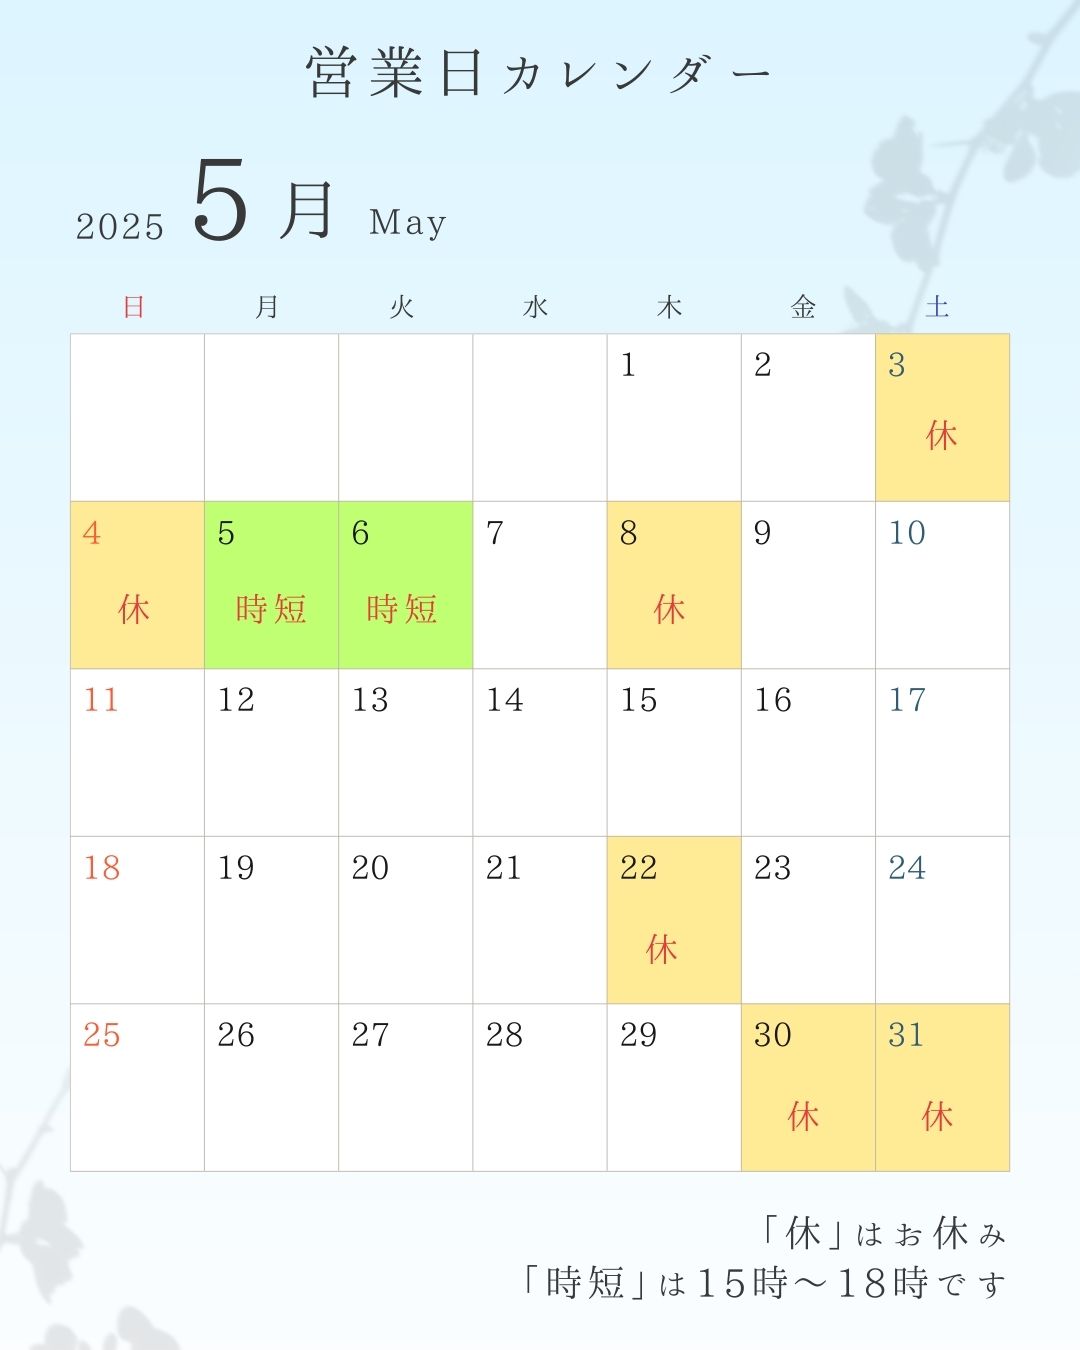 営業日カレンダー
2025 5月 May
日 月 火 水 木 金 土
1 2 3
休
4 5 6 7 8 9 10
休 時短 時短 休
11 12 13 14 15 16 17
18 19 20 21 22 23 24
休
25 26 27 28 29 30 31
休 休
「休」はお休み
「時短」は15時〜18時です